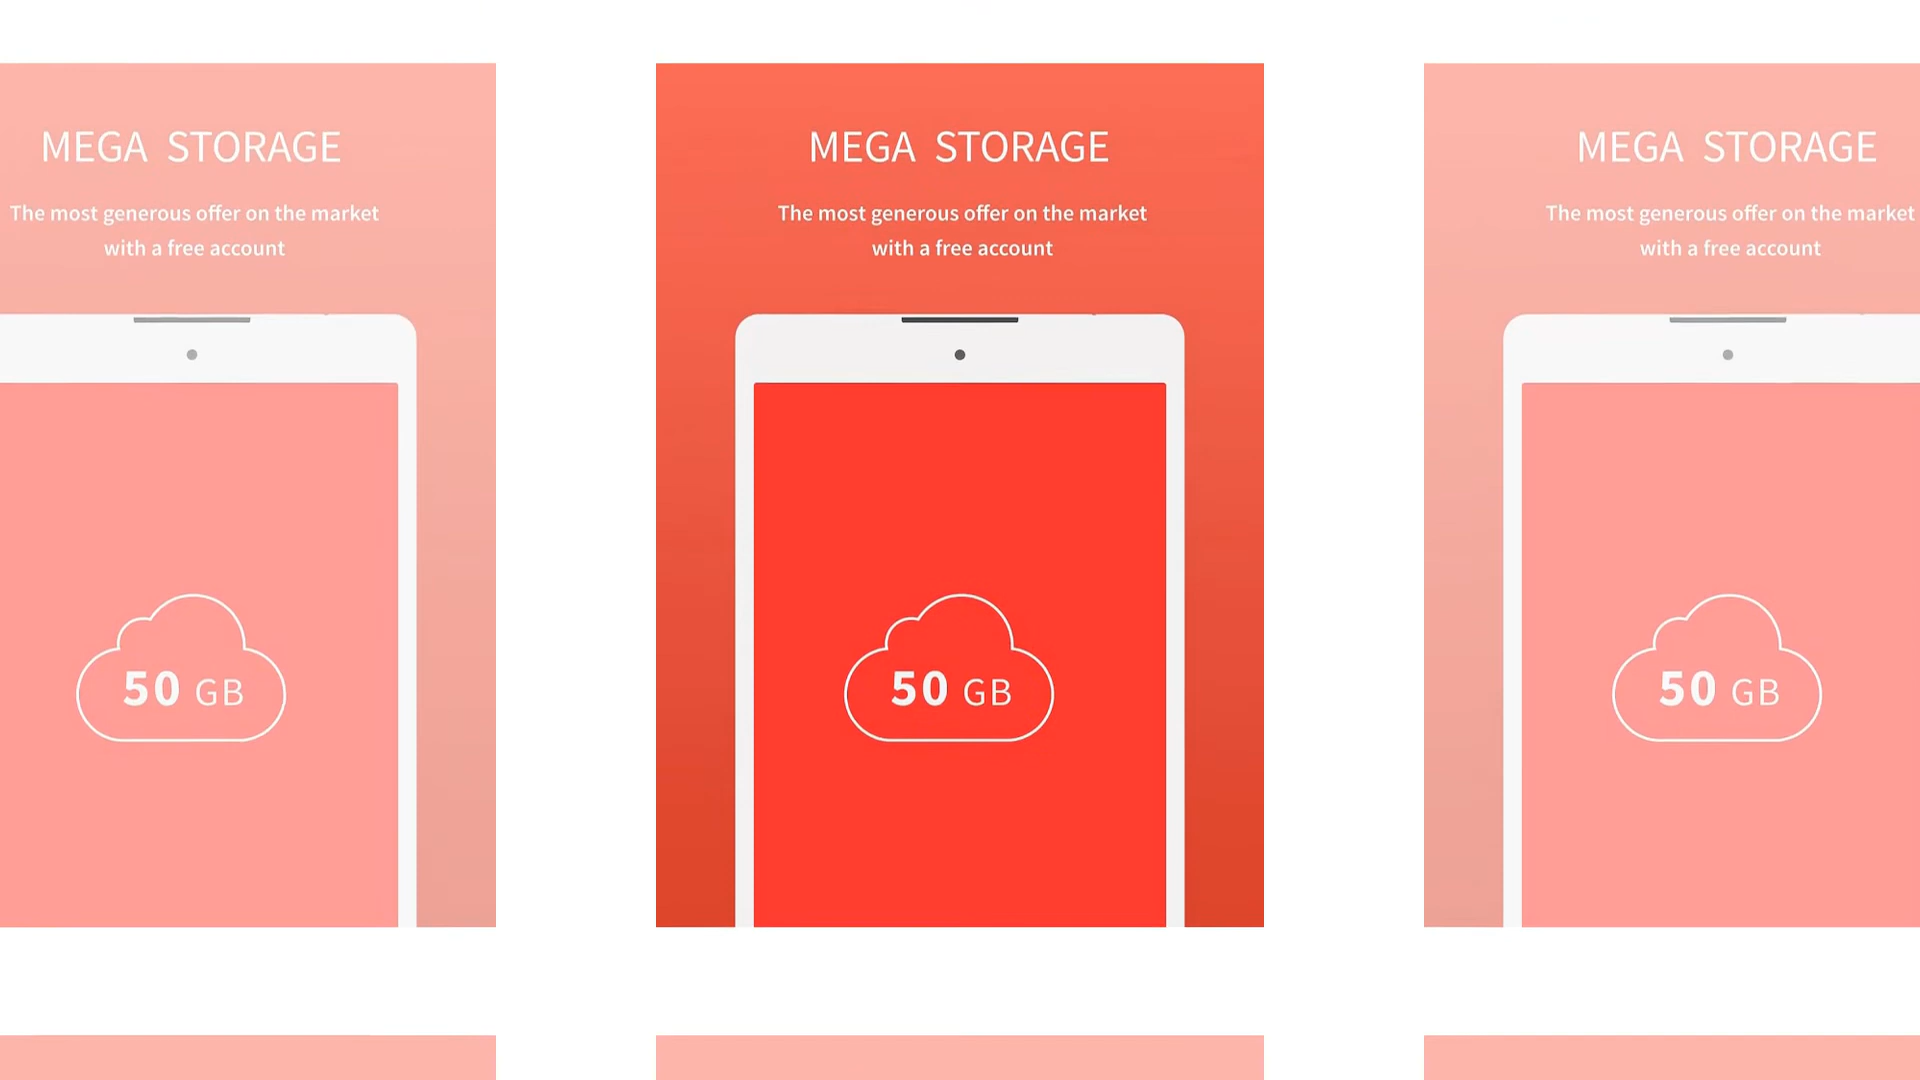 MEGA STORAGE
The most generous offer on the market
with a free account
50 GB
MEGA STORAGE
The most generous offer on the market
with a free account
50 GB
MEGA STORAGE
The most generous offer on the market
with a free account
50 GB